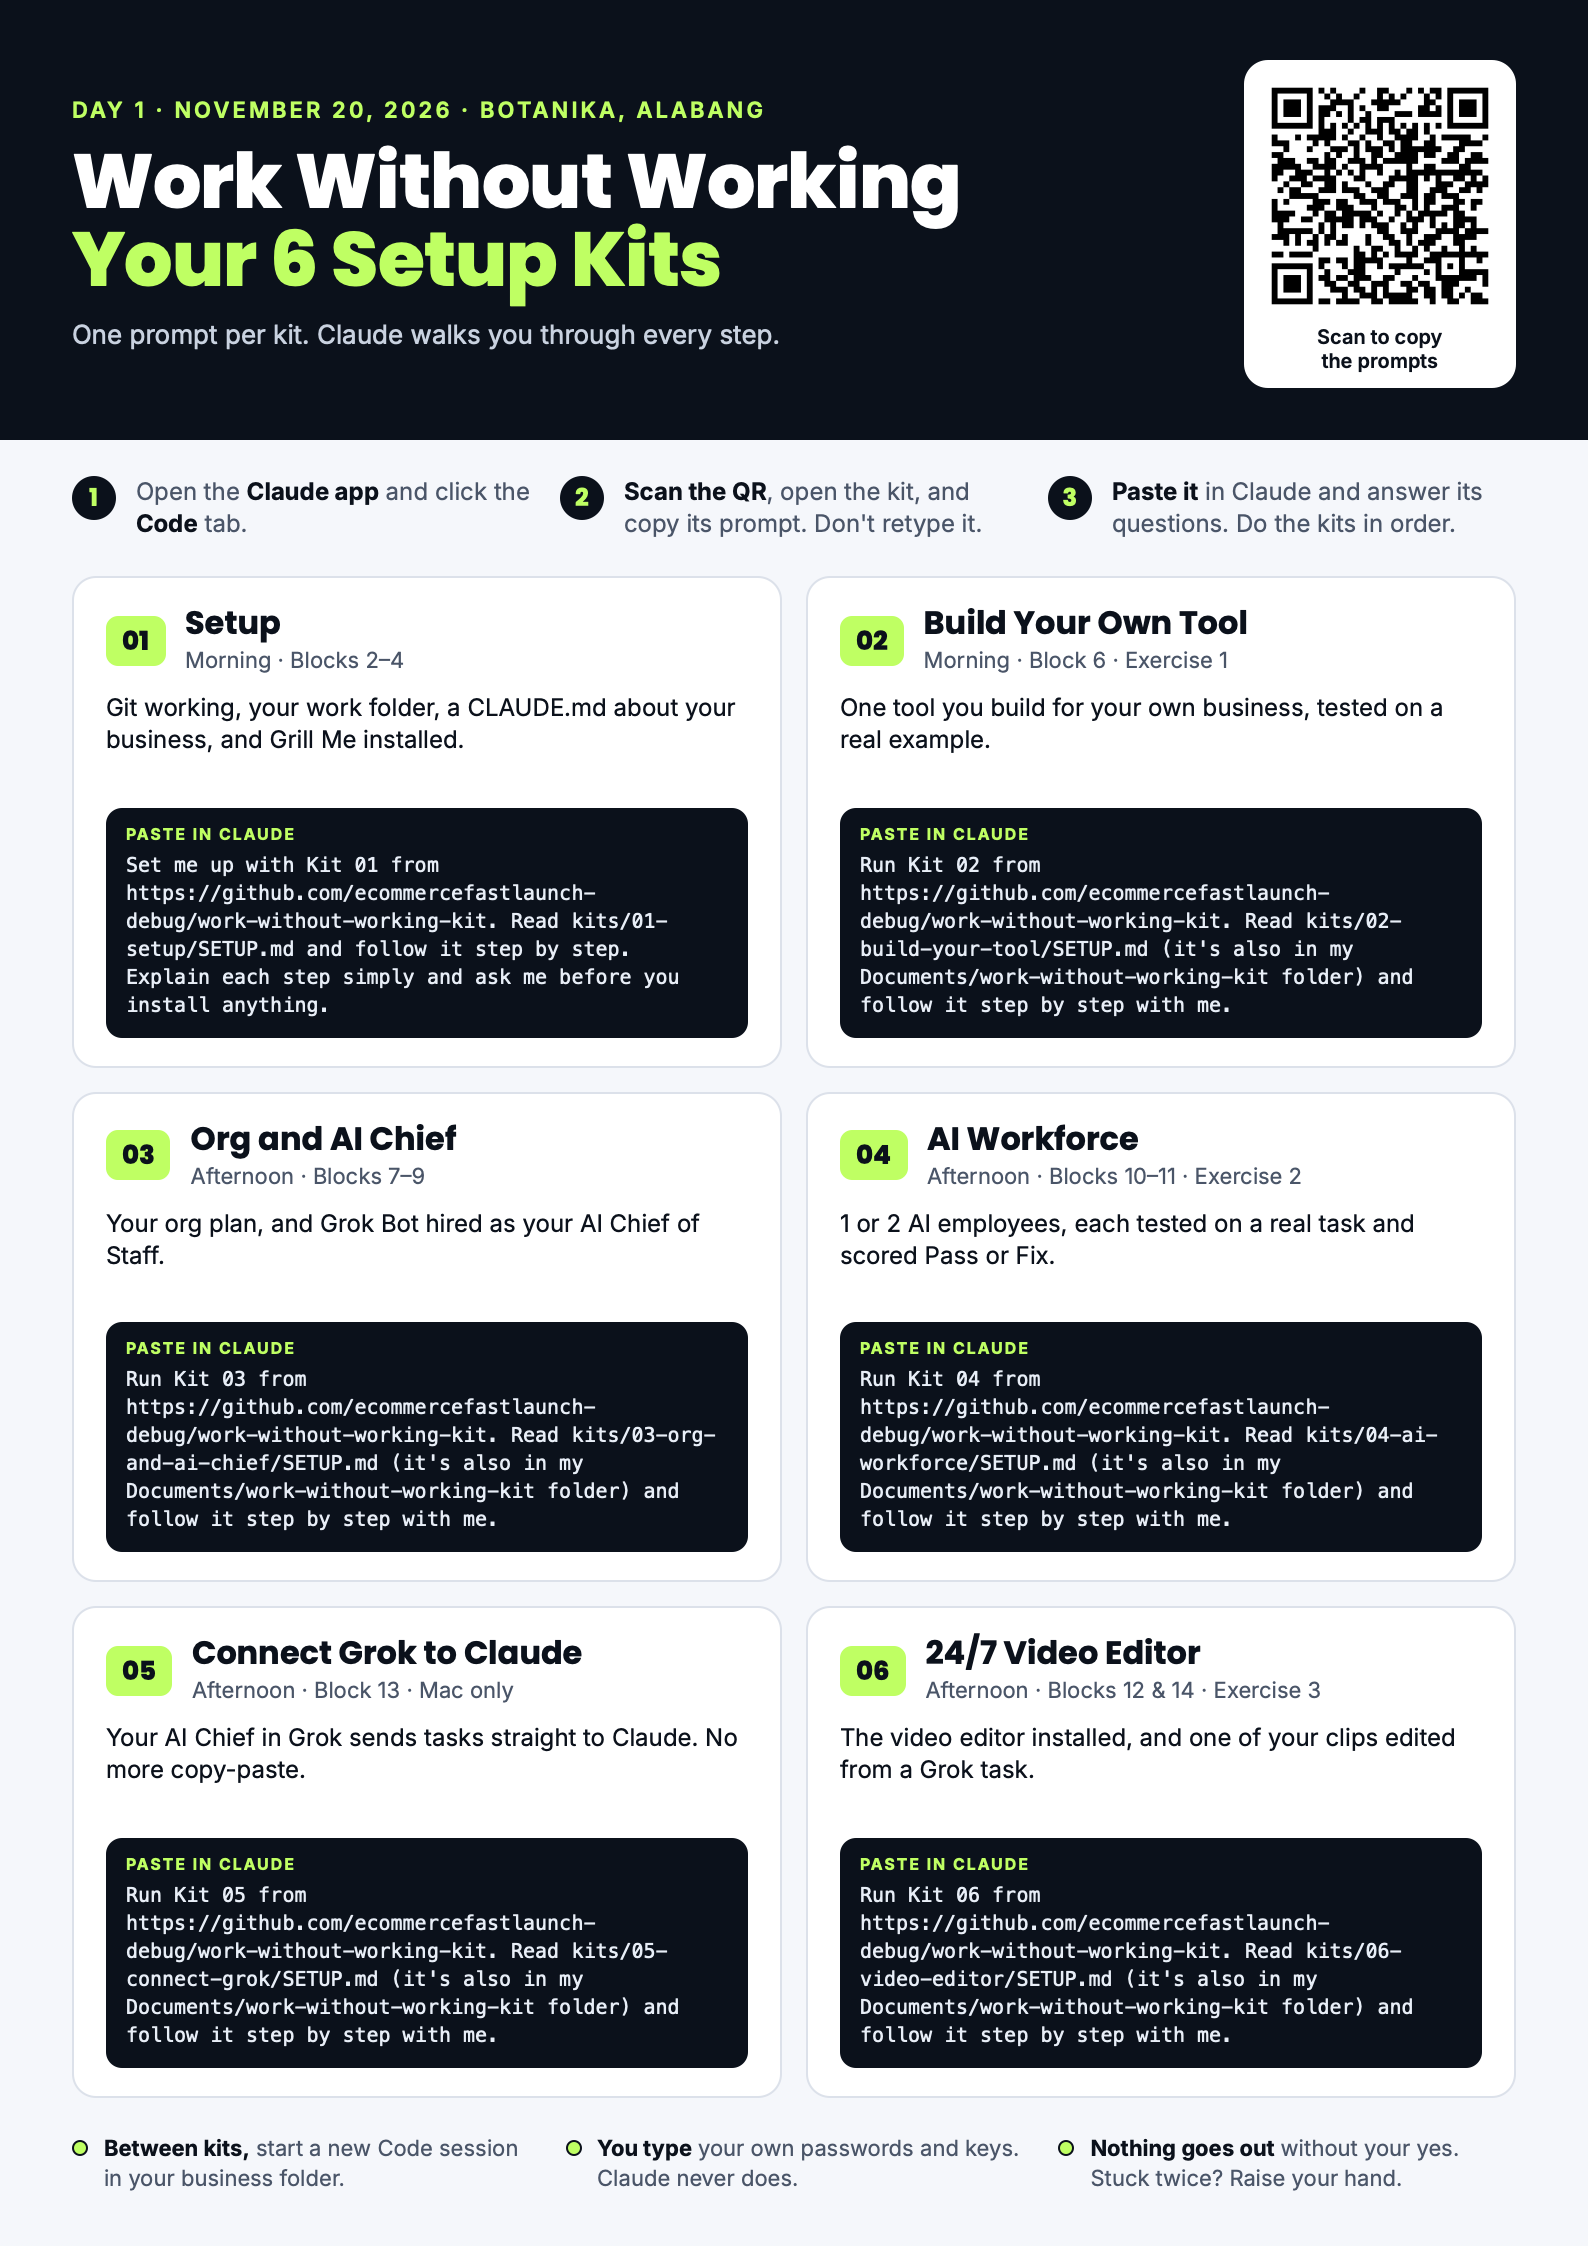 DAY 1 · NOVEMBER 20, 2026 · BOTANIKA, ALABANG
Work Without Working
Your 6 Setup Kits
One prompt per kit. Claude walks you through every step.
Scan to copy
the prompts
1
Open the Claude app and click the
Code tab.
2
Scan the QR, open the kit, and
copy its prompt. Don't retype it.
3
Paste it in Claude and answer its
questions. Do the kits in order.
01
Setup
Morning · Blocks 2–4
Git working, your work folder, a CLAUDE.md about your
business, and Grill Me installed.
PASTE IN CLAUDE
Set me up with Kit 01 from
https://github.com/ecommercefastlaunch-
debug/work-without-working-kit. Read kits/01-
setup/SETUP.md and follow it step by step.
Explain each step simply and ask me before you
install anything.
02
Build Your Own Tool
Morning · Block 6 · Exercise 1
One tool you build for your own business, tested on a
real example.
PASTE IN CLAUDE
Run Kit 02 from
https://github.com/ecommercefastlaunch-
debug/work-without-working-kit. Read kits/02-
build-your-tool/SETUP.md (it's also in my
Documents/work-without-working-kit folder) and
follow it step by step with me.
03
Org and AI Chief
Afternoon · Blocks 7–9
Your org plan, and Grok Bot hired as your AI Chief of
Staff.
PASTE IN CLAUDE
Run Kit 03 from
https://github.com/ecommercefastlaunch-
debug/work-without-working-kit. Read kits/03-org-
and-ai-chief/SETUP.md (it's also in my
Documents/work-without-working-kit folder) and
follow it step by step with me.
04
AI Workforce
Afternoon · Blocks 10–11 · Exercise 2
1 or 2 AI employees, each tested on a real task and
scored Pass or Fix.
PASTE IN CLAUDE
Run Kit 04 from
https://github.com/ecommercefastlaunch-
debug/work-without-working-kit. Read kits/04-ai-
workforce/SETUP.md (it's also in my
Documents/work-without-working-kit folder) and
follow it step by step with me.
05
Connect Grok to Claude
Afternoon · Block 13 · Mac only
Your AI Chief in Grok sends tasks straight to Claude. No
more copy-paste.
PASTE IN CLAUDE
Run Kit 05 from
https://github.com/ecommercefastlaunch-
debug/work-without-working-kit. Read kits/05-
connect-grok/SETUP.md (it's also in my
Documents/work-without-working-kit folder) and
follow it step by step with me.
06
24/7 Video Editor
Afternoon · Blocks 12 & 14 · Exercise 3
The video editor installed, and one of your clips edited
from a Grok task.
PASTE IN CLAUDE
Run Kit 06 from
https://github.com/ecommercefastlaunch-
debug/work-without-working-kit. Read kits/06-
video-editor/SETUP.md (it's also in my
Documents/work-without-working-kit folder) and
follow it step by step with me.
Between kits, start a new Code session
in your business folder.
You type your own passwords and keys.
Claude never does.
Nothing goes out without your yes.
Stuck twice? Raise your hand.